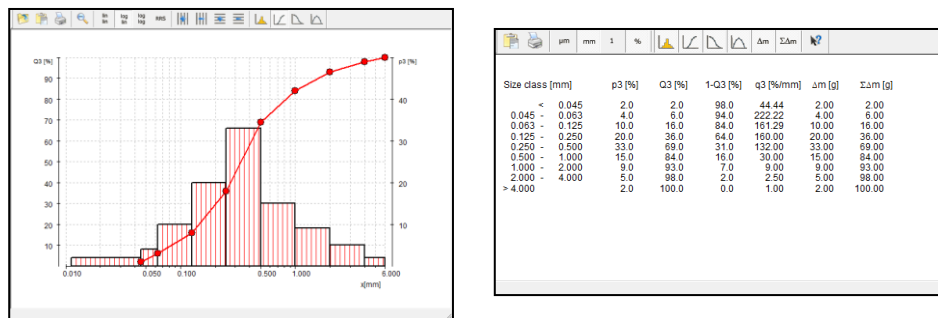 lin lin log lin log log RRS
Q3 [%] p3 [%]
90
80 40
70
60 30
50
40 20
30
20 10
10
0.010 0.050 0.100 0.500 1.000 5.000
x[mm]
µm mm 1 % Δm ΣΔm
Size class [mm] p3 [%] Q3 [%] 1-Q3 [%] q3 [%/mm] Δm [g] ΣΔm [g]
< 0.045 2.0 2.0 98.0 44.44 2.00 2.00
0.045 - 0.063 4.0 6.0 94.0 222.22 4.00 6.00
0.063 - 0.125 10.0 16.0 84.0 161.29 10.00 16.00
0.125 - 0.250 20.0 36.0 64.0 160.00 20.00 36.00
0.250 - 0.500 33.0 69.0 31.0 132.00 33.00 69.00
0.500 - 1.000 15.0 84.0 16.0 30.00 15.00 84.00
1.000 - 2.000 9.0 93.0 7.0 9.00 9.00 93.00
2.000 - 4.000 5.0 98.0 2.0 2.50 5.00 98.00
> 4.000 2.0 100.0 0.0 1.00 2.00 100.00